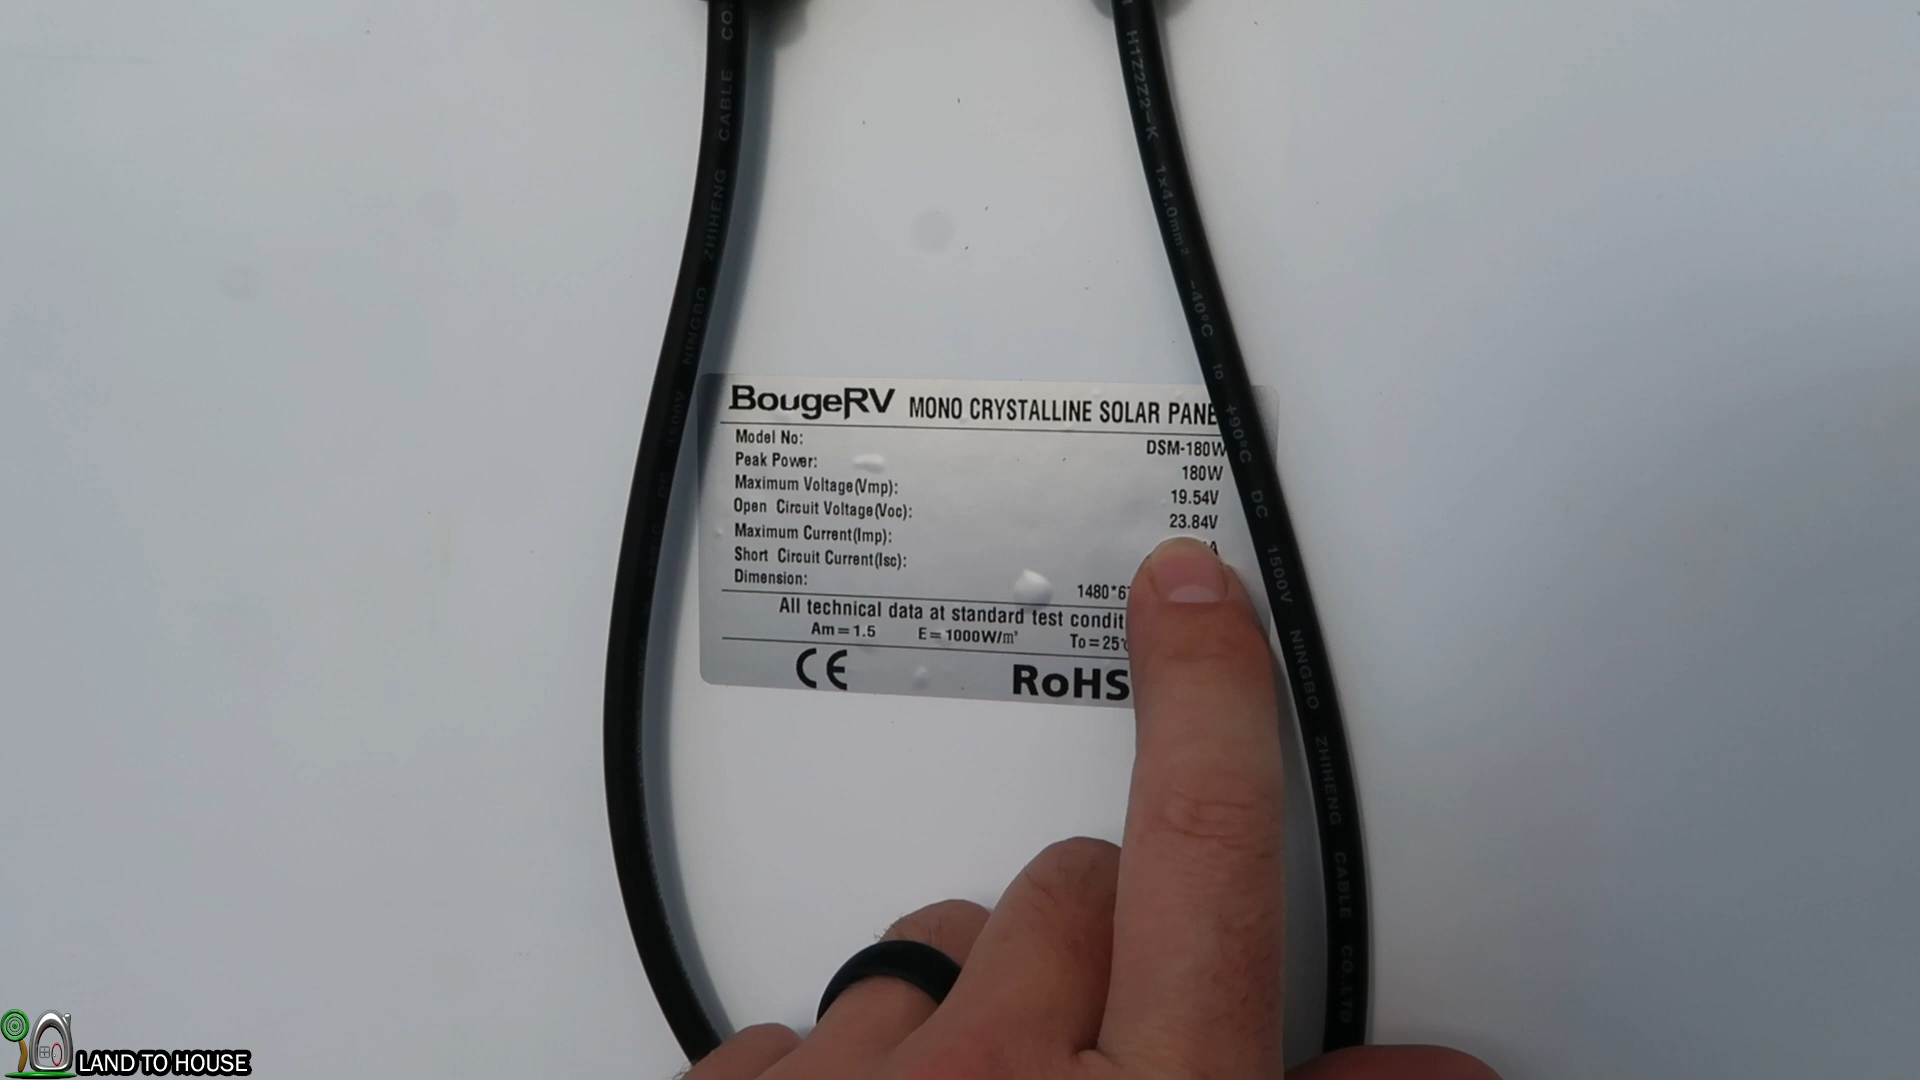 CO.
CABLE
ZHIHENG
NINGBO
1500V
H1Z2Z2-K 1×4.0mm² -40°C to +90°C DC 1500V NINGBO ZHIHENG CABLE CO.,LTD
BougeRV MONO CRYSTALLINE SOLAR PANE
Model No: DSM-180W
Peak Power: 180W
Maximum Voltage(Vmp): 19.54V
Open Circuit Voltage(Voc): 23.84V
Maximum Current(Imp): A
Short Circuit Current(Isc):
Dimension: 1480*6
All technical data at standard test condit
Am=1.5 E=1000W/m² To=25
CE RoHS
LAND TO HOUSE